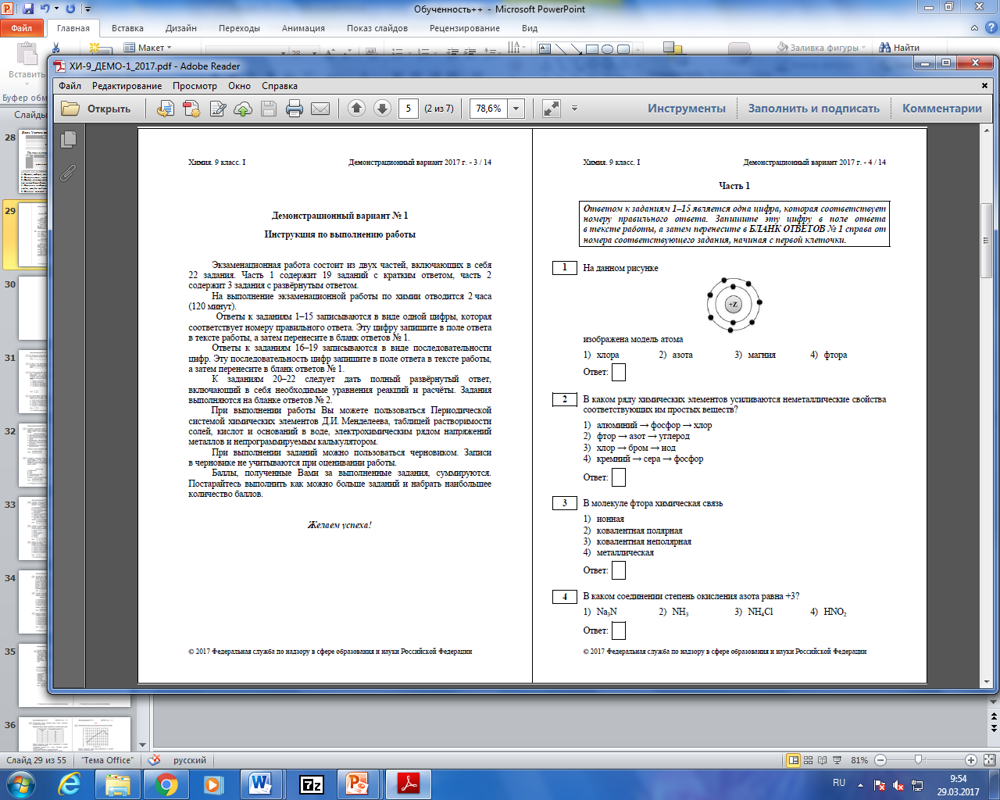 Обученность++ - Microsoft PowerPoint
Файл Главная Вставка Дизайн Переходы Анимация Показ слайдов Рецензирование Вид
Макет
28
Заливка фигуры
Найти
Вставить
Слайды
ХИ-9_ДЕМО-1_2017.pdf - Adobe Reader
Файл Редактирование Просмотр Окно Справка
Открыть 5 (2 из 7) 78,6% Инструменты Заполнить и подписать Комментарии
Химия. 9 класс. I Демонстрационный вариант 2017 г. - 3 / 14
Демонстрационный вариант № 1
Инструкция по выполнению работы
Экзаменационная работа состоит из двух частей, включающих в себя
22 задания. Часть 1 содержит 19 заданий с кратким ответом, часть 2
содержит 3 задания с развёрнутым ответом.
На выполнение экзаменационной работы по химии отводится 2 часа
(120 минут).
Ответы к заданиям 1–15 записываются в виде одной цифры, которая
соответствует номеру правильного ответа. Эту цифру запишите в поле ответа
в тексте работы, а затем перенесите в бланк ответов № 1.
Ответы к заданиям 16–19 записываются в виде последовательности
цифр. Эту последовательность цифр запишите в поле ответа в тексте работы,
а затем перенесите в бланк ответов № 1.
К заданиям 20–22 следует дать полный развёрнутый ответ,
включающий в себя необходимые уравнения реакций и расчёты. Задания
выполняются на бланке ответов № 2.
При выполнении работы Вы можете пользоваться Периодической
системой химических элементов Д.И. Менделеева, таблицей растворимости
солей, кислот и оснований в воде, электрохимическим рядом напряжений
металлов и непрограммируемым калькулятором.
При выполнении заданий можно пользоваться черновиком. Записи
в черновике не учитываются при оценивании работы.
Баллы, полученные Вами за выполненные задания, суммируются.
Постарайтесь выполнить как можно больше заданий и набрать наибольшее
количество баллов.
Желаем успеха!
© 2017 Федеральная служба по надзору в сфере образования и науки Российской Федерации
Химия. 9 класс. I Демонстрационный вариант 2017 г. - 4 / 14
Часть 1
Ответом к заданиям 1–15 является одна цифра, которая соответствует
номеру правильного ответа. Запишите эту цифру в поле ответа
в тексте работы, а затем перенесите в БЛАНК ОТВЕТОВ № 1 справа от
номера соответствующего задания, начиная с первой клеточки.
1 На данном рисунке
+Z
изображена модель атома
1) хлора 2) азота 3) магния 4) фтора
Ответ:
2 В каком ряду химических элементов усиливаются неметаллические свойства
соответствующих им простых веществ?
1) алюминий → фосфор → хлор
2) фтор → азот → углерод
3) хлор → бром → иод
4) кремний → сера → фосфор
Ответ:
3 В молекуле фтора химическая связь
1) ионная
2) ковалентная полярная
3) ковалентная неполярная
4) металлическая
Ответ:
4 В каком соединении степень окисления азота равна +3?
1) Na₃N 2) NH₃ 3) NH₄Cl 4) HNO₂
Ответ:
© 2017 Федеральная служба по надзору в сфере образования и науки Российской Федерации
28
29
30
31
32
33
34
35
36
Слайд 29 из 55 "Тема Office" русский 81%
RU 9:54
29.03.2017